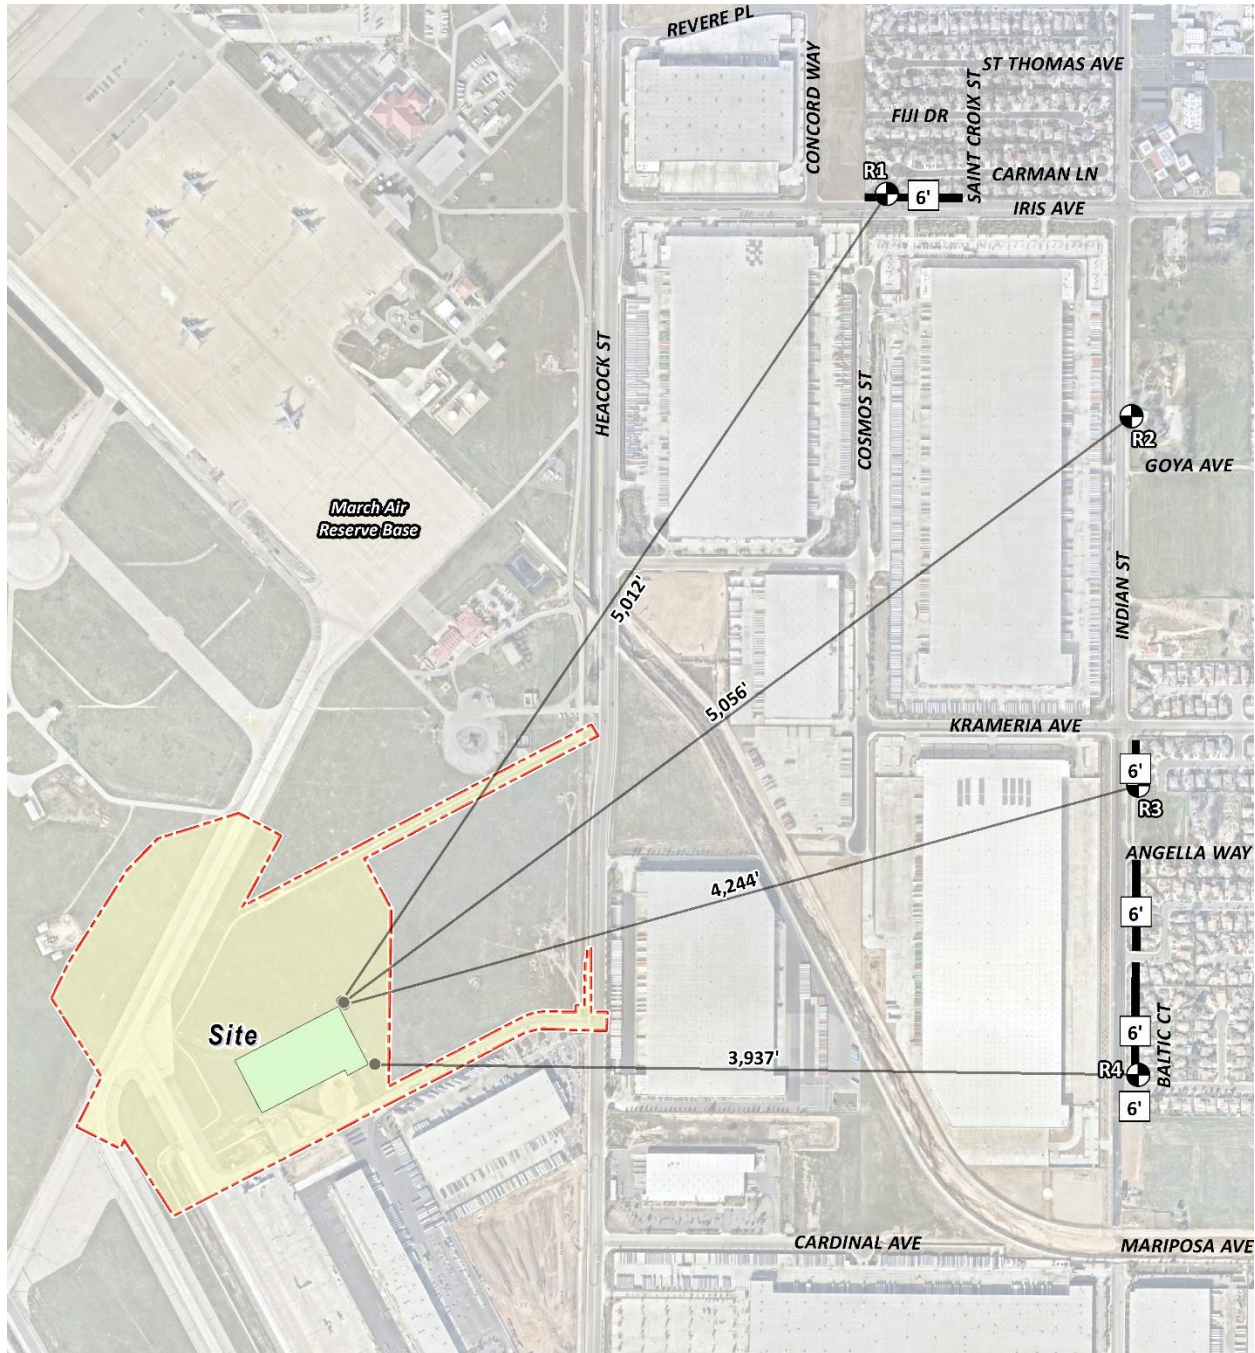 REVERE PL
CONCORD WAY
ST THOMAS AVE
SAINT CROIX ST
FIJI DR
CARMAN LN
R1
6'
IRIS AVE
HEACOCK ST
COSMOS ST
R2
GOYA AVE
March Air
Reserve Base
INDIAN ST
5,012'
5,056'
KRAMERIA AVE
6'
R3
ANGELLA WAY
4,244'
6'
Site
6'
BALTIC CT
3,937'
R4
6'
CARDINAL AVE
MARIPOSA AVE